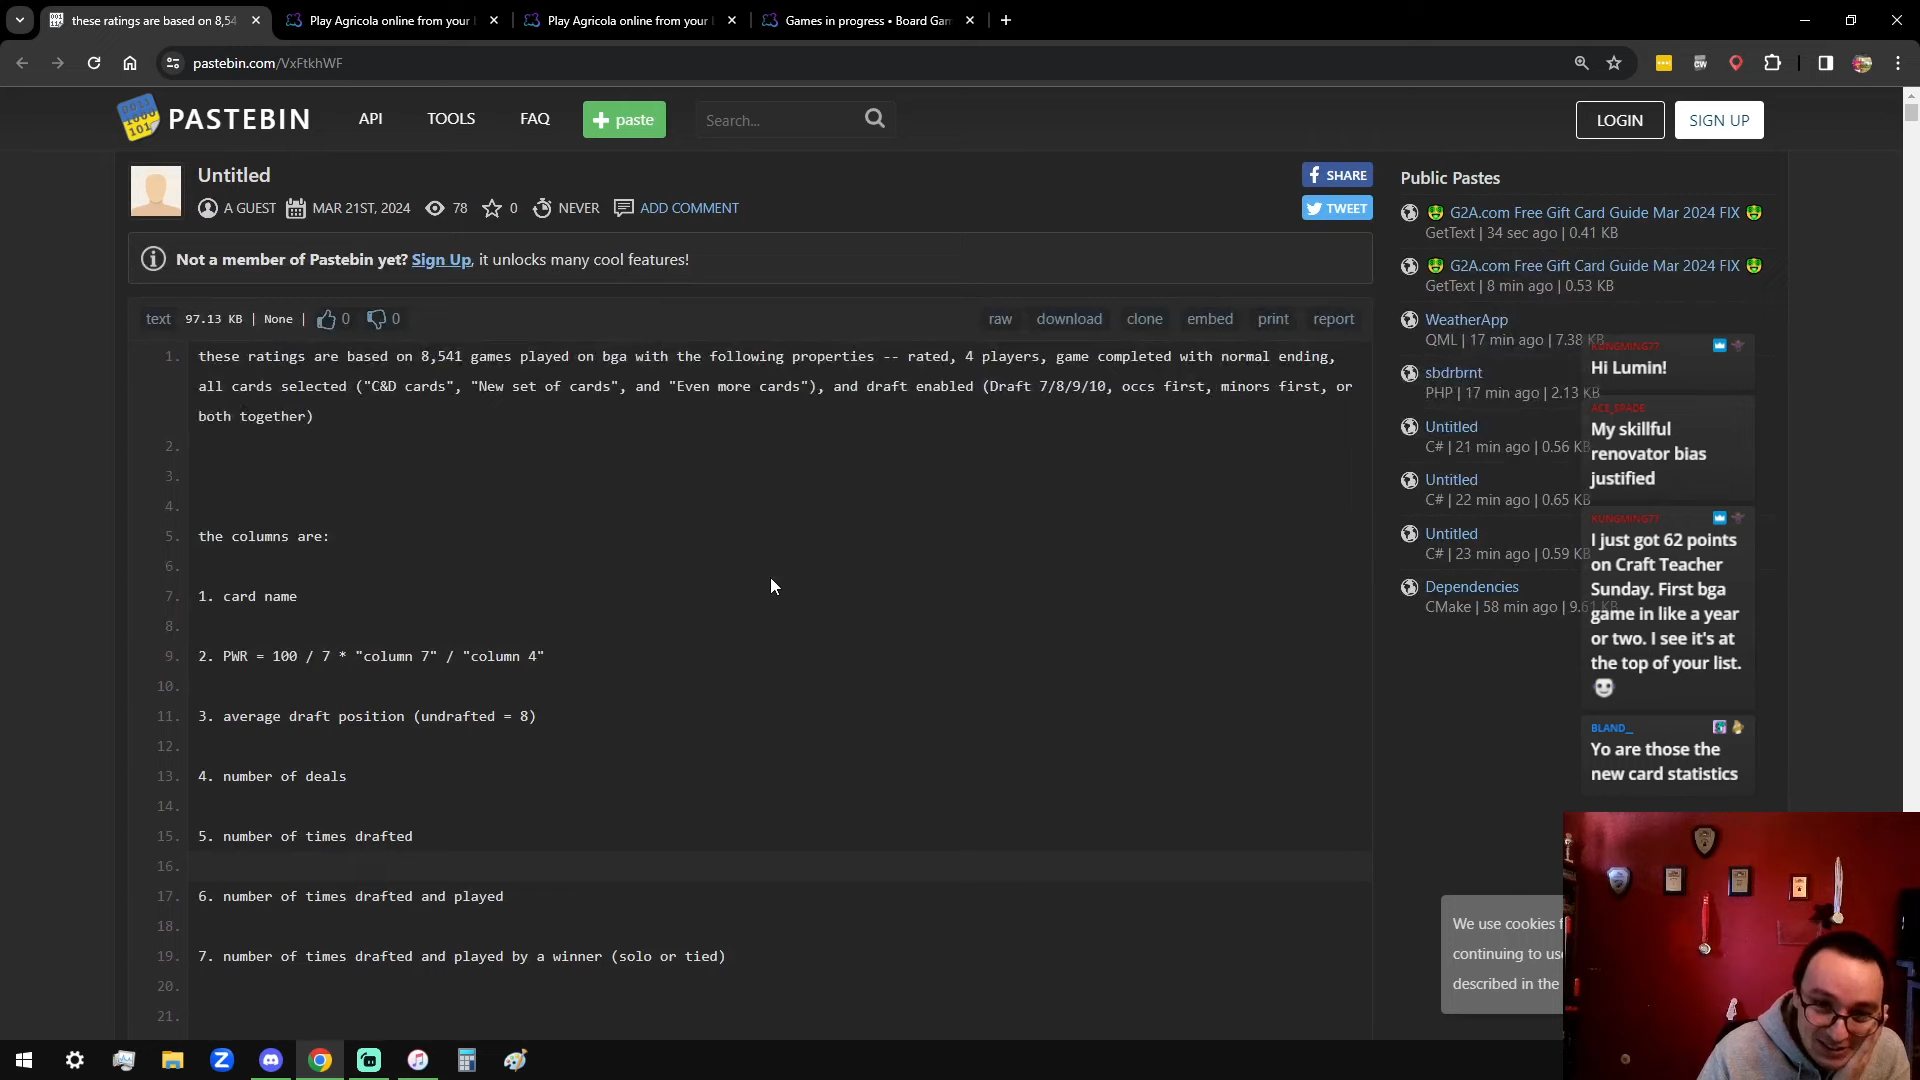 these ratings are based on 8,54
Play Agricola online from your
Play Agricola online from your
Games in progress • Board Gam
pastebin.com/VxFtkhWF
PASTEBIN
API
TOOLS
FAQ
paste
Search...
LOGIN
SIGN UP
Untitled
A GUEST
MAR 21ST, 2024
78
0
NEVER
ADD COMMENT
SHARE
TWEET
Not a member of Pastebin yet? Sign Up, it unlocks many cool features!
text 97.13 KB | None | 0 0
raw download clone embed print report
1. these ratings are based on 8,541 games played on bga with the following properties -- rated, 4 players, game completed with normal ending,
all cards selected ("C&D cards", "New set of cards", and "Even more cards"), and draft enabled (Draft 7/8/9/10, occs first, minors first, or
both together)
2.
3.
4.
5. the columns are:
6.
7. 1. card name
8.
9. 2. PWR = 100 / 7 * "column 7" / "column 4"
10.
11. 3. average draft position (undrafted = 8)
12.
13. 4. number of deals
14.
15. 5. number of times drafted
16.
17. 6. number of times drafted and played
18.
19. 7. number of times drafted and played by a winner (solo or tied)
20.
21.
Public Pastes
G2A.com Free Gift Card Guide Mar 2024 FIX
GetText | 34 sec ago | 0.41 KB
G2A.com Free Gift Card Guide Mar 2024 FIX
GetText | 8 min ago | 0.53 KB
WeatherApp
QML | 17 min ago | 7.38 KB
sbdrbrnt
PHP | 17 min ago | 2.13 KB
Untitled
C# | 21 min ago | 0.56 KB
Untitled
C# | 22 min ago | 0.65 KB
Untitled
C# | 23 min ago | 0.59 KB
Dependencies
CMake | 58 min ago | 9.61 KB
KUNGMING77
Hi Lumin!
ACE_SPADE
My skillful
renovator bias
justified
KUNGMING77
I just got 62 points
on Craft Teacher
Sunday. First bga
game in like a year
or two. I see it's at
the top of your list.
BLAND__
Yo are those the
new card statistics
We use cookies f
continuing to us
described in the